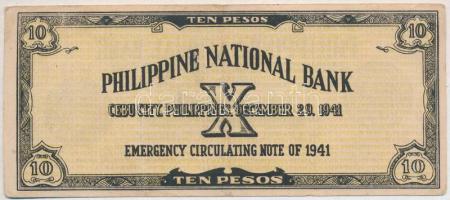 TEN PESOS
10 10
PHILIPPINE NATIONAL BANK
CEBU CITY, PHILIPPINES, DECEMBER 29, 1941
X
EMERGENCY CIRCULATING NOTE OF 1941
10 10
TEN PESOS